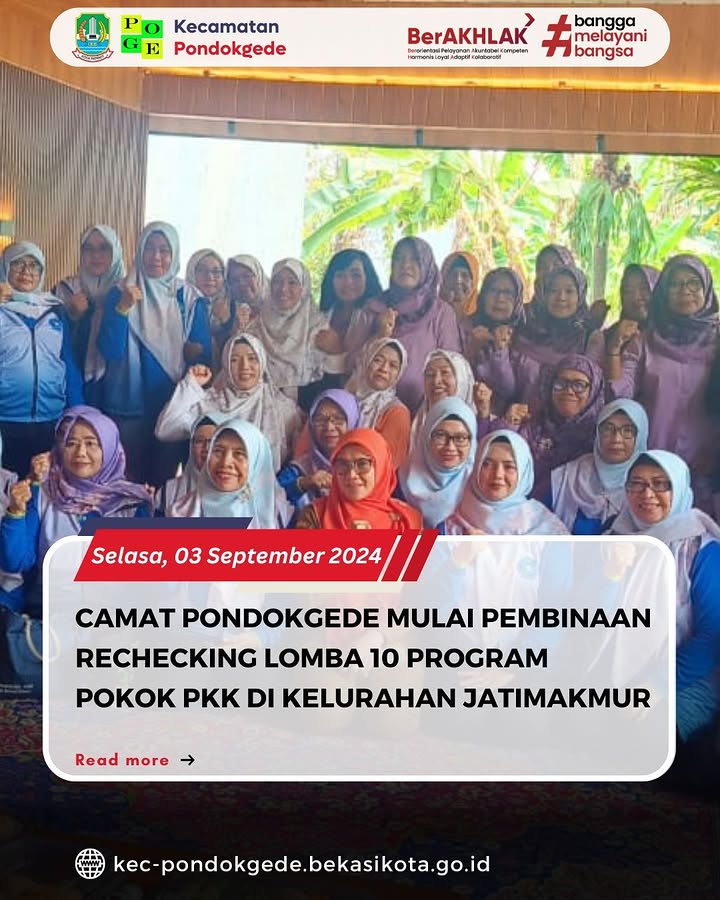 POGE
Kecamatan
Pondokgede
BerAKHLAK
Berorientasi Pelayanan Akuntabel Kompeten
Harmonis Loyal Adaptif Kolaboratif
#bangga
melayani
bangsa
Selasa, 03 September 2024
CAMAT PONDOKGEDE MULAI PEMBINAAN
RECHECKING LOMBA 10 PROGRAM
POKOK PKK DI KELURAHAN JATIMAKMUR
Read more →
kec-pondokgede.bekasikota.go.id